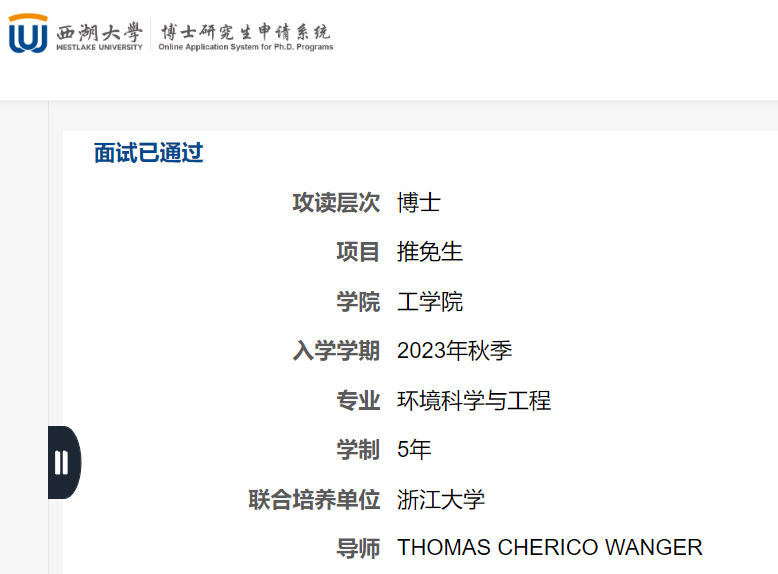 西湖大學 博士研究生申请系统
WESTLAKE UNIVERSITY Online Application System for Ph.D. Programs
面试已通过
攻读层次 博士
项目 推免生
学院 工学院
入学学期 2023年秋季
专业 环境科学与工程
学制 5年
联合培养单位 浙江大学
导师 THOMAS CHERICO WANGER